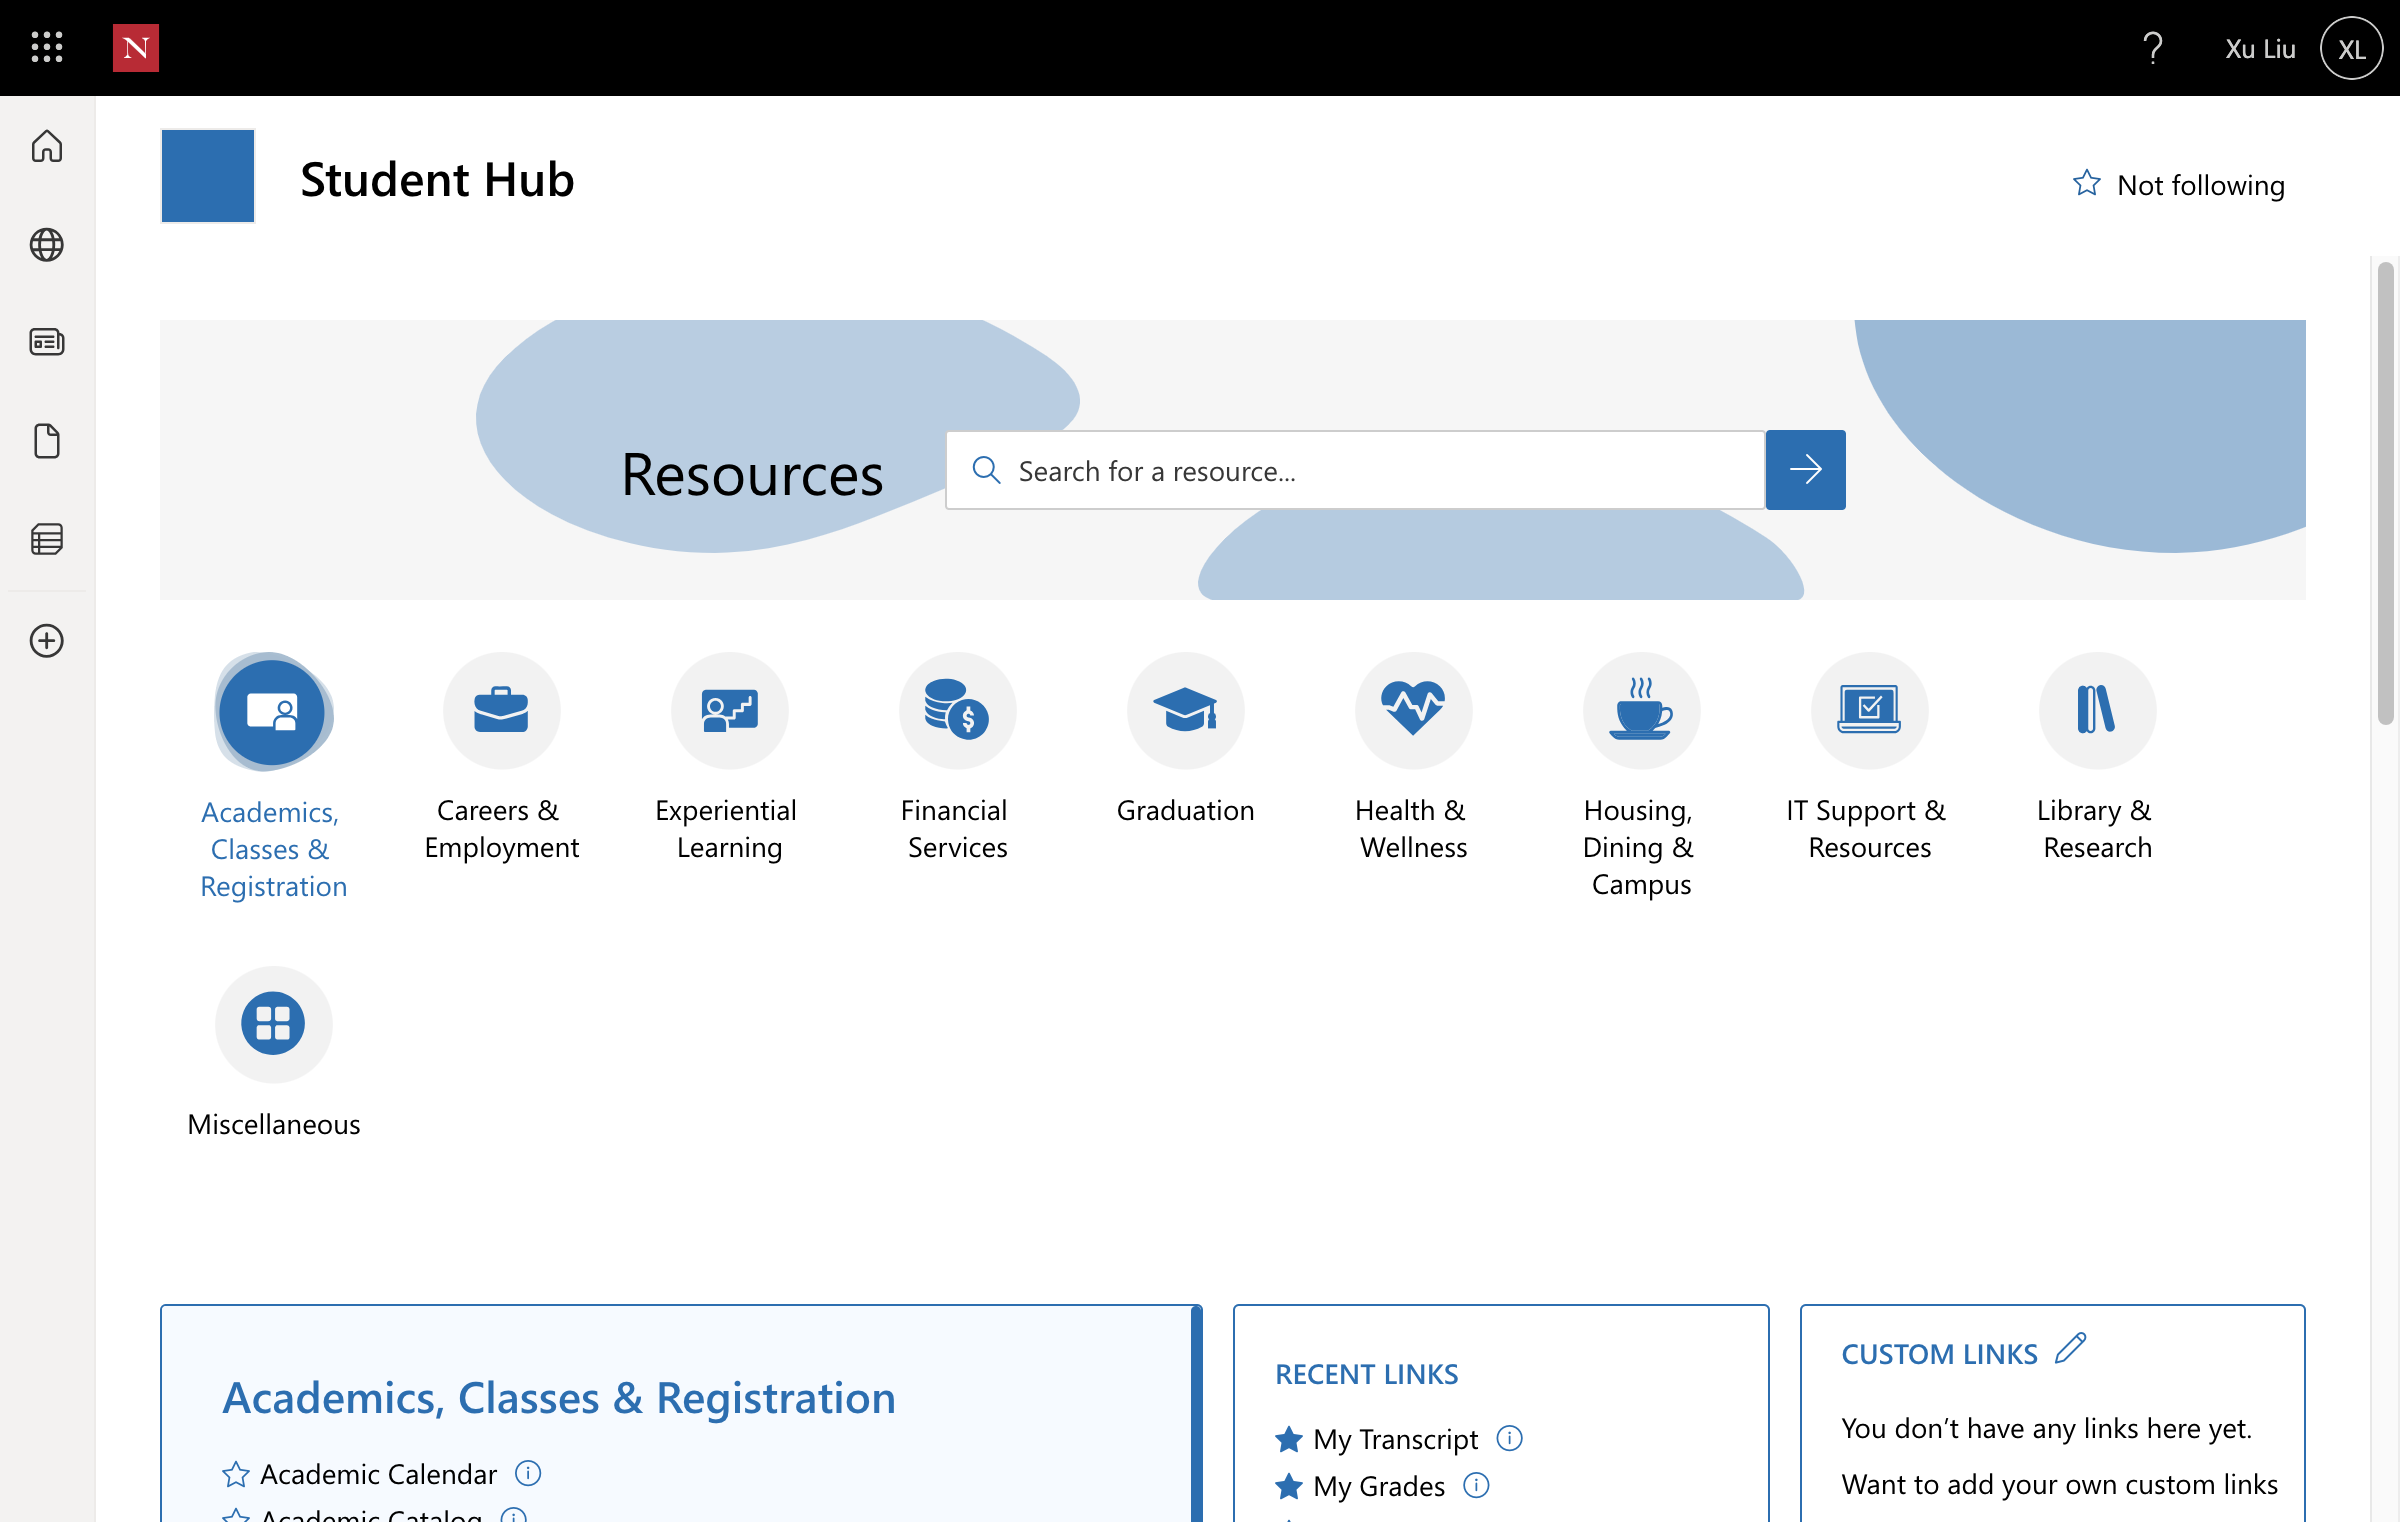 N
Xu Liu
XL
Student Hub
Not following
Resources
Search for a resource...
Academics,
Classes &
Registration
Careers &
Employment
Experiential
Learning
Financial
Services
Graduation
Health &
Wellness
Housing,
Dining &
Campus
IT Support &
Resources
Library &
Research
Miscellaneous
Academics, Classes & Registration
Academic Calendar
Academic Catalog
RECENT LINKS
My Transcript
My Grades
CUSTOM LINKS
You don’t have any links here yet.
Want to add your own custom links